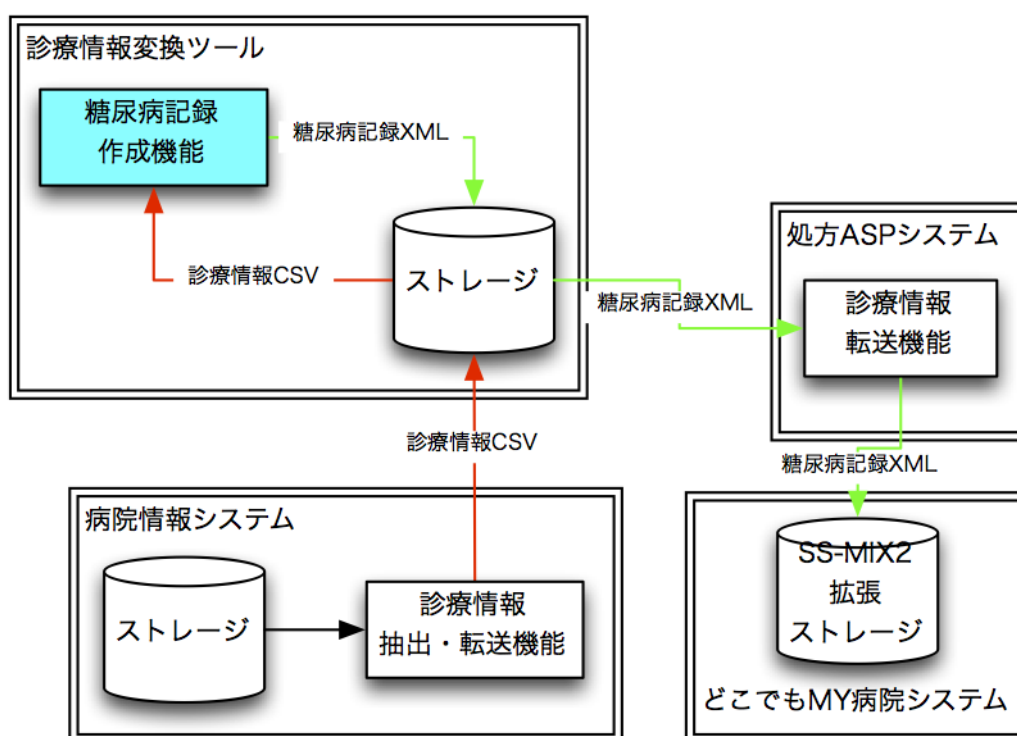 診療情報変換ツール
糖尿病記録
作成機能
糖尿病記録XML
診療情報CSV
ストレージ
糖尿病記録XML
処方ASPシステム
診療情報
転送機能
診療情報CSV
糖尿病記録XML
病院情報システム
ストレージ
診療情報
抽出・転送機能
SS-MIX2
拡張
ストレージ
どこでもMY病院システム